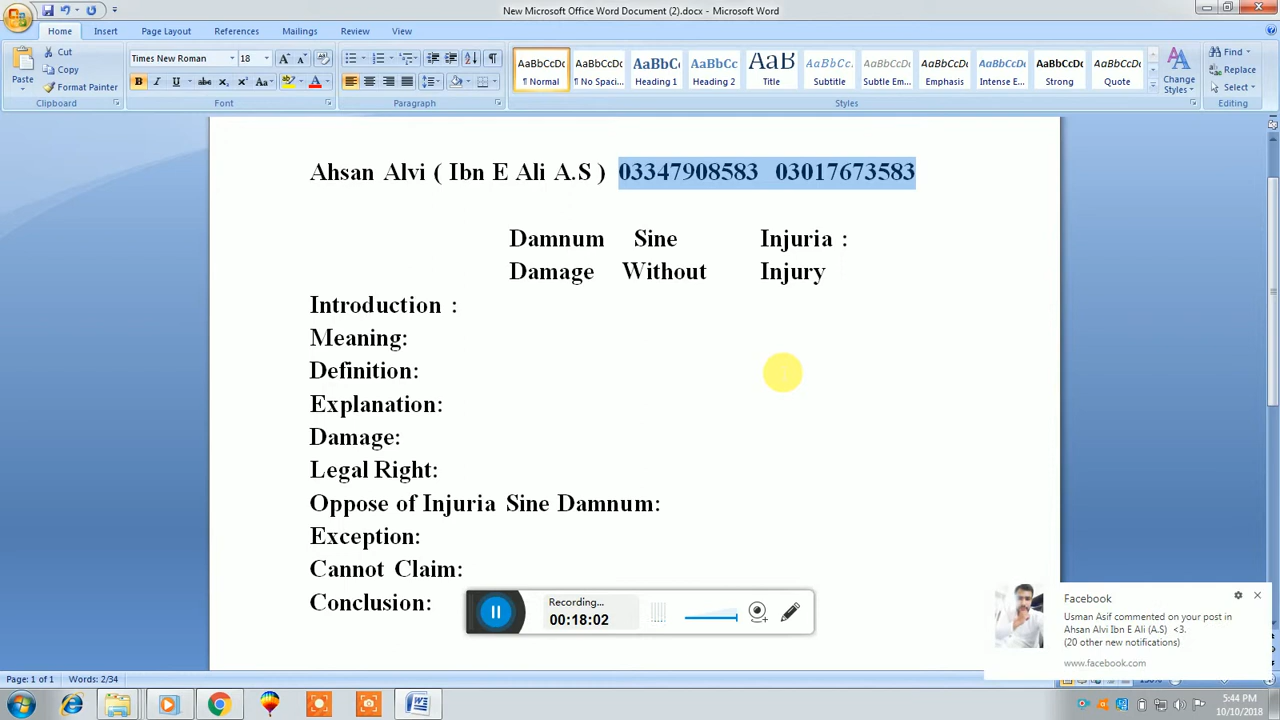 New Microsoft Office Word Document (2).docx - Microsoft Word
Home Insert Page Layout References Mailings Review View
Paste Cut Copy Format Painter Clipboard
Times New Roman 18
B I U abc x₂ x² Aa A
Font
Paragraph
AaBbCcDc AaBbCcDc AaBbC AaBbCc AaB AaBbCc. AaBbCcDc AaBbCcDc AaBbCcDc AaBbCcDc AaBbCcDc
¶ Normal ¶ No Spaci... Heading 1 Heading 2 Title Subtitle Subtle Em... Emphasis Intense E... Strong Quote
Styles
Change Styles
Find Replace Select
Editing
Ahsan Alvi ( Ibn E Ali A.S ) 03347908583 03017673583
Damnum Sine Injuria :
Damage Without Injury
Introduction :
Meaning:
Definition:
Explanation:
Damage:
Legal Right:
Oppose of Injuria Sine Damnum:
Exception:
Cannot Claim:
Conclusion:
Recording...
00:18:02
Facebook
Usman Asif commented on your post in
Ahsan Alvi Ibn E Ali (A.S) <3.
(20 other new notifications)
www.facebook.com
Page: 1 of 1 Words: 2/34
5:44 PM
10/10/2018